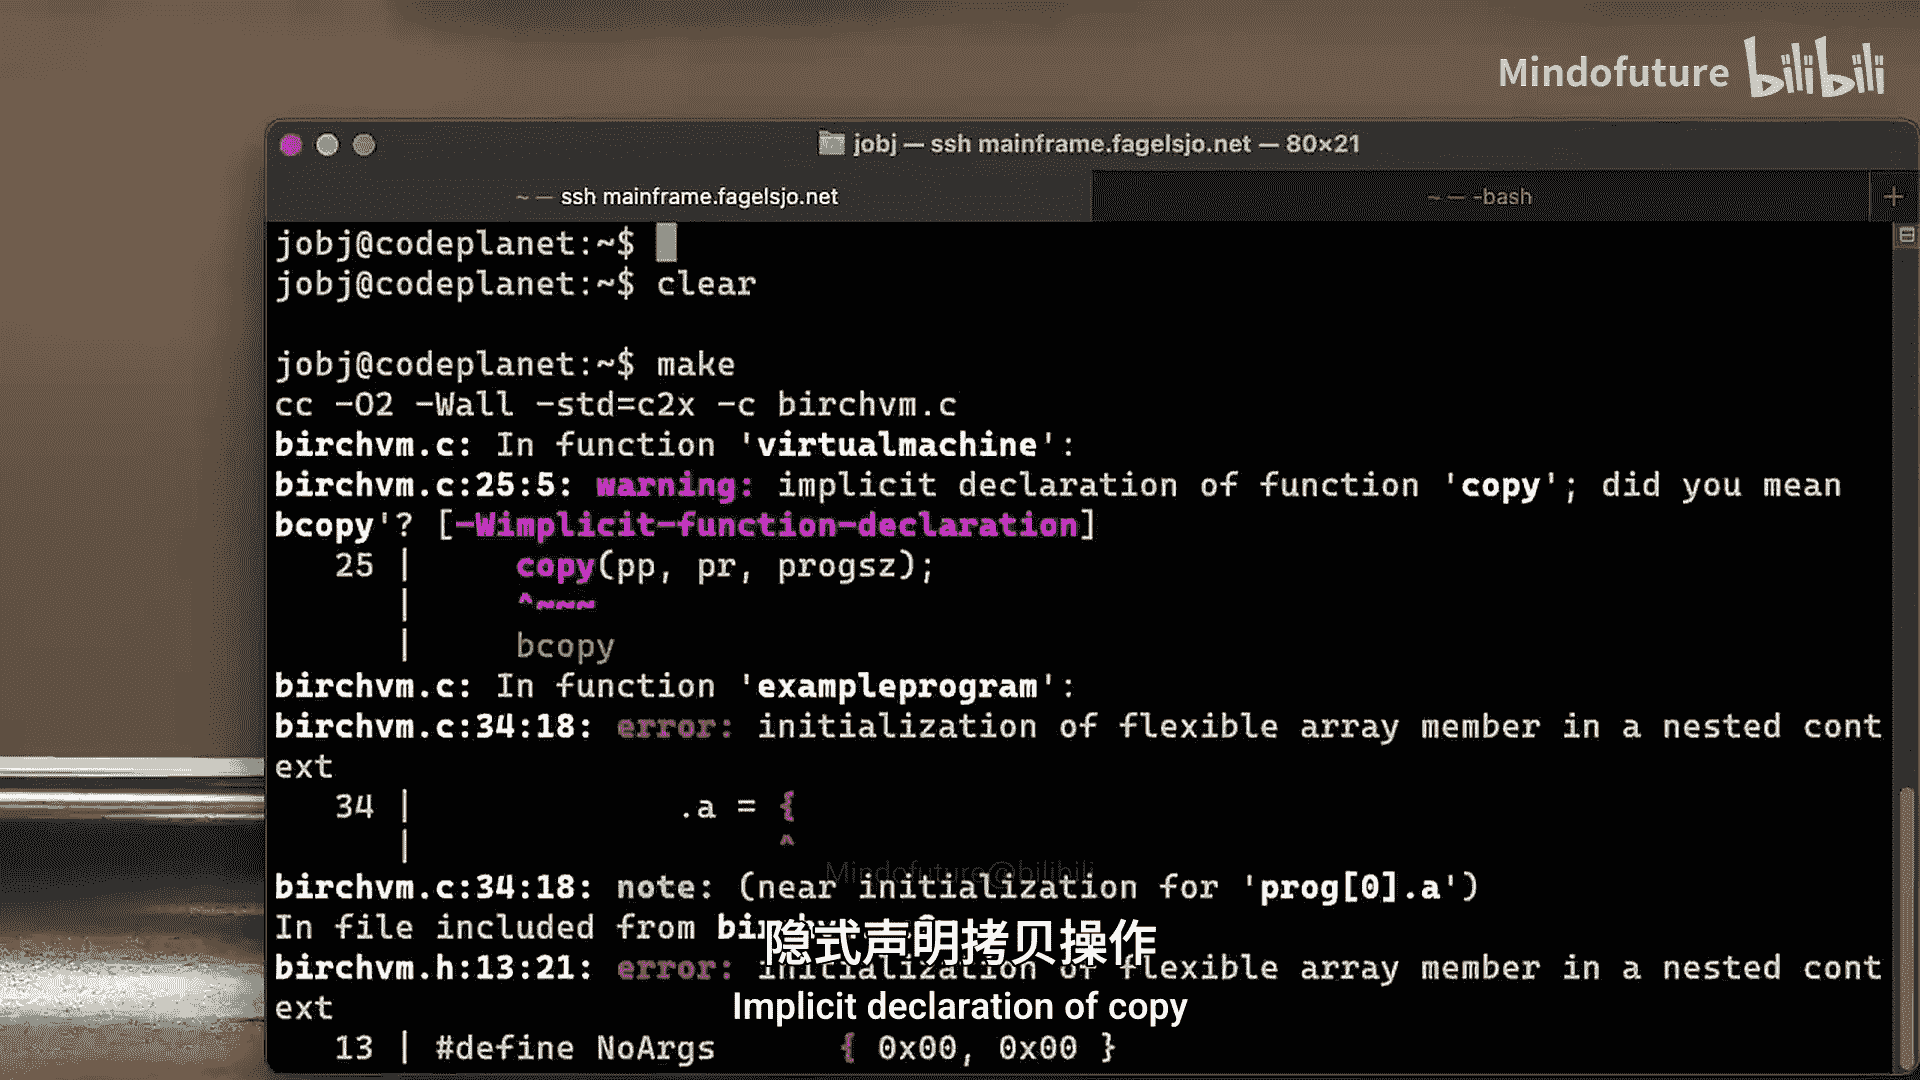 Mindofuture bilibili
jobj — ssh mainframe.fagelsjo.net — 80×21
~ — ssh mainframe.fagelsjo.net
~ — -bash
+
jobj@codeplanet:~$
jobj@codeplanet:~$ clear
jobj@codeplanet:~$ make
cc -O2 -Wall -std=c2x -c birchvm.c
birchvm.c: In function 'virtualmachine':
birchvm.c:25:5: warning: implicit declaration of function 'copy'; did you mean
bcopy'? [-Wimplicit-function-declaration]
25 |     copy(pp, pr, progsz);
|     ^~~~
|     bcopy
birchvm.c: In function 'exampleprogram':
birchvm.c:34:18: error: initialization of flexible array member in a nested cont
ext
34 |             .a = {
|                  ^
Mindofuture@bilibili
birchvm.c:34:18: note: (near initialization for 'prog[0].a')
In file included from
隐式声明拷贝操作
birchvm.h:13:21: error: initialization of flexible array member in a nested cont
ext
Implicit declaration of copy
13 | #define NoArgs      { 0x00, 0x00 }